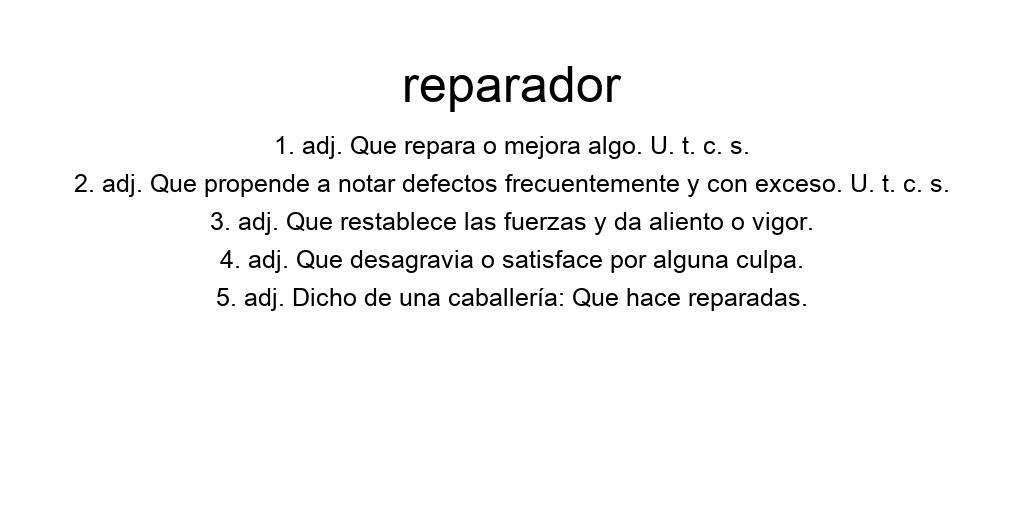 reparador
1. adj. Que repara o mejora algo. U. t. c. s.
2. adj. Que propende a notar defectos frecuentemente y con exceso. U. t. c. s.
3. adj. Que restablece las fuerzas y da aliento o vigor.
4. adj. Que desagravia o satisface por alguna culpa.
5. adj. Dicho de una caballería: Que hace reparadas.